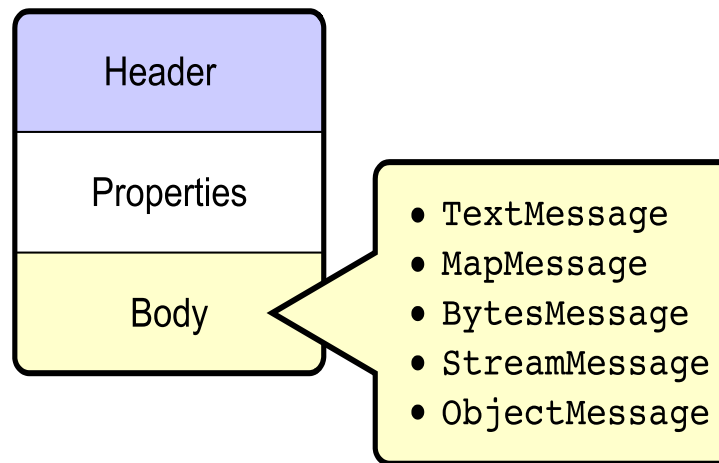 Header
Properties
Body
• TextMessage
• MapMessage
• BytesMessage
• StreamMessage
• ObjectMessage